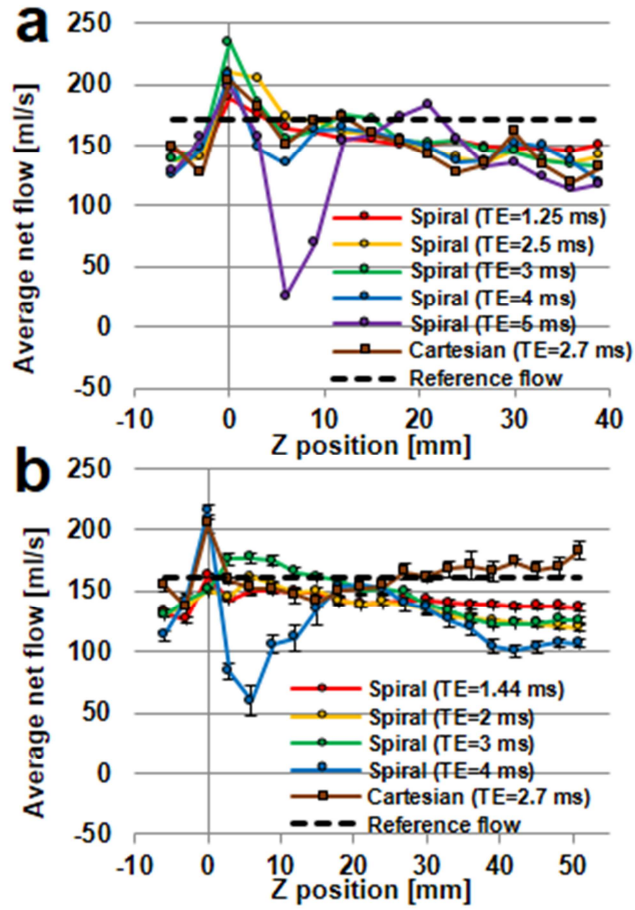 a
250
200
150
100
50
0
-50
Average net flow [ml/s]
Spiral (TE=1.25 ms)
Spiral (TE=2.5 ms)
Spiral (TE=3 ms)
Spiral (TE=4 ms)
Spiral (TE=5 ms)
Cartesian (TE=2.7 ms)
Reference flow
-10 0 10 20 30 40
Z position [mm]
b
250
200
150
100
50
0
-50
Average net flow [ml/s]
Spiral (TE=1.44 ms)
Spiral (TE=2 ms)
Spiral (TE=3 ms)
Spiral (TE=4 ms)
Cartesian (TE=2.7 ms)
Reference flow
-10 0 10 20 30 40 50
Z position [mm]